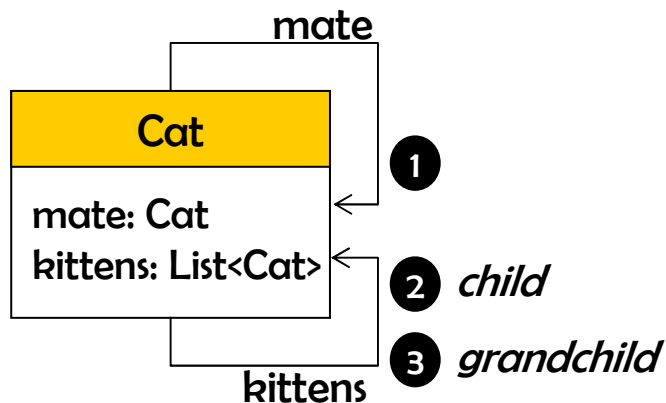 mate
Cat
1
mate: Cat
kittens: List<Cat>
2 child
3 grandchild
kittens